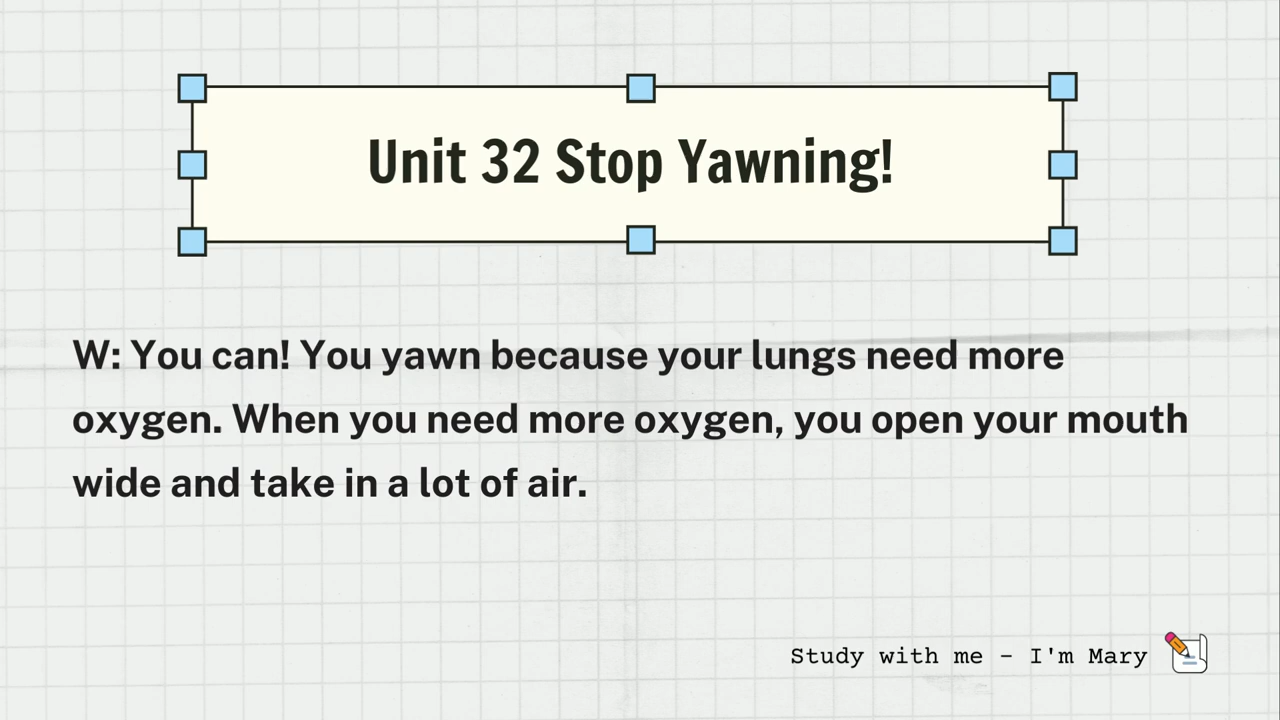 Unit 32 Stop Yawning!
W: You can! You yawn because your lungs need more
oxygen. When you need more oxygen, you open your mouth
wide and take in a lot of air.
Study with me - I'm Mary